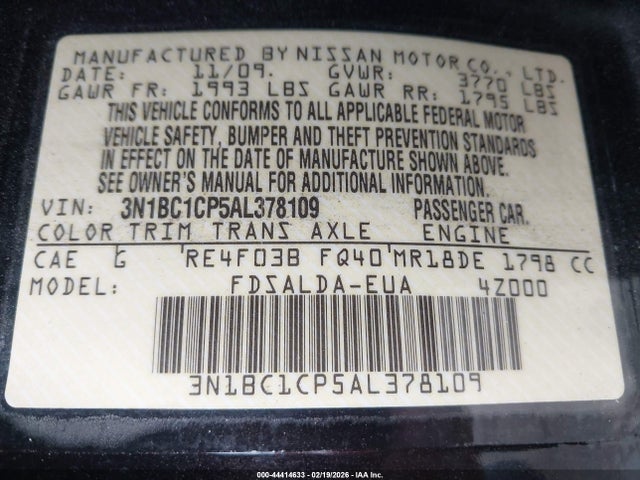 MANUFACTURED BY NISSAN MOTOR CO., LTD.
DATE: 11/09. GVWR: 3770 LBS
GAWR FR: 1993 LBS GAWR RR: 1795 LBS
THIS VEHICLE CONFORMS TO ALL APPLICABLE FEDERAL MOTOR
VEHICLE SAFETY, BUMPER AND THEFT PREVENTION STANDARDS
IN EFFECT ON THE DATE OF MANUFACTURE SHOWN ABOVE.
SEE OWNER'S MANUAL FOR ADDITIONAL INFORMATION.
VIN: 3N1BC1CP5AL378109 PASSENGER CAR.
COLOR TRIM TRANS AXLE ENGINE
CAE G RE4F03B FQ40 MR18DE 1798 CC
MODEL: FDSALDA-EUA 4Z000
3N1BC1CP5AL378109
000-44414633 - 02/19/2026 - IAA Inc.